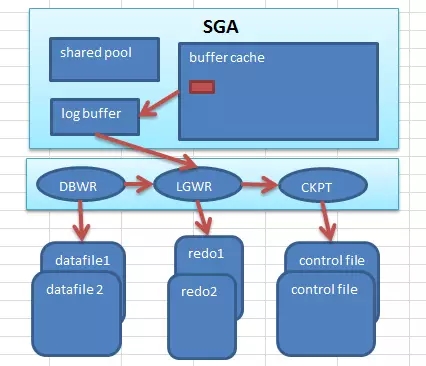 SGA
shared pool
buffer cache
log buffer
DBWR
LGWR
CKPT
datafile1
datafile 2
redo1
redo2
control file
control file